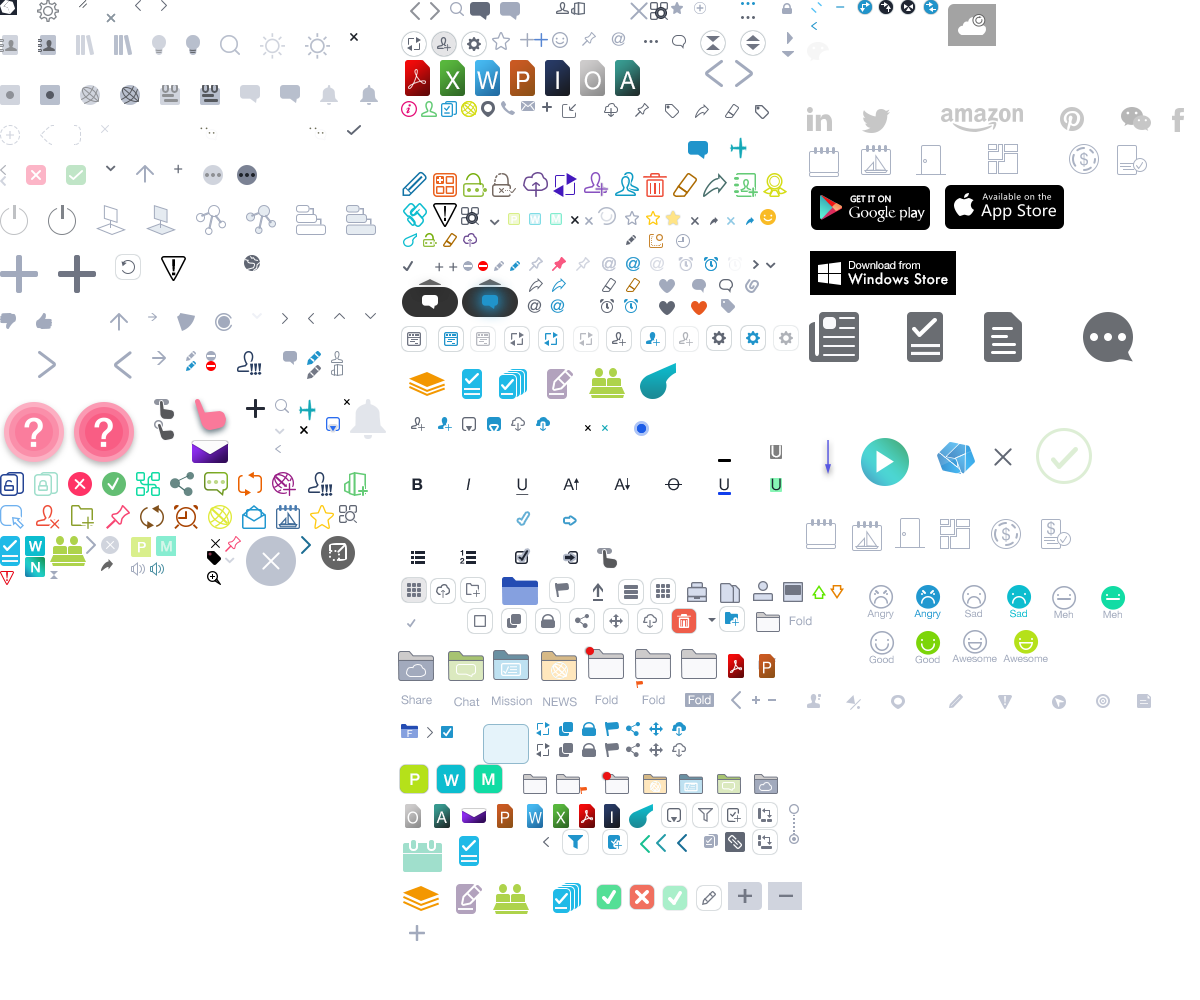 X W P I O A
in amazon f
GET IT ON
Google play
Available on the
App Store
Download from
Windows Store
? ?
P M
W
N
B I U A A U U
U
Angry Angry Sad Sad Meh Meh
Good Good Awesome Awesome
Fold
Share Chat Mission NEWS Fold Fold Fold
F
P W M
O A P W X I